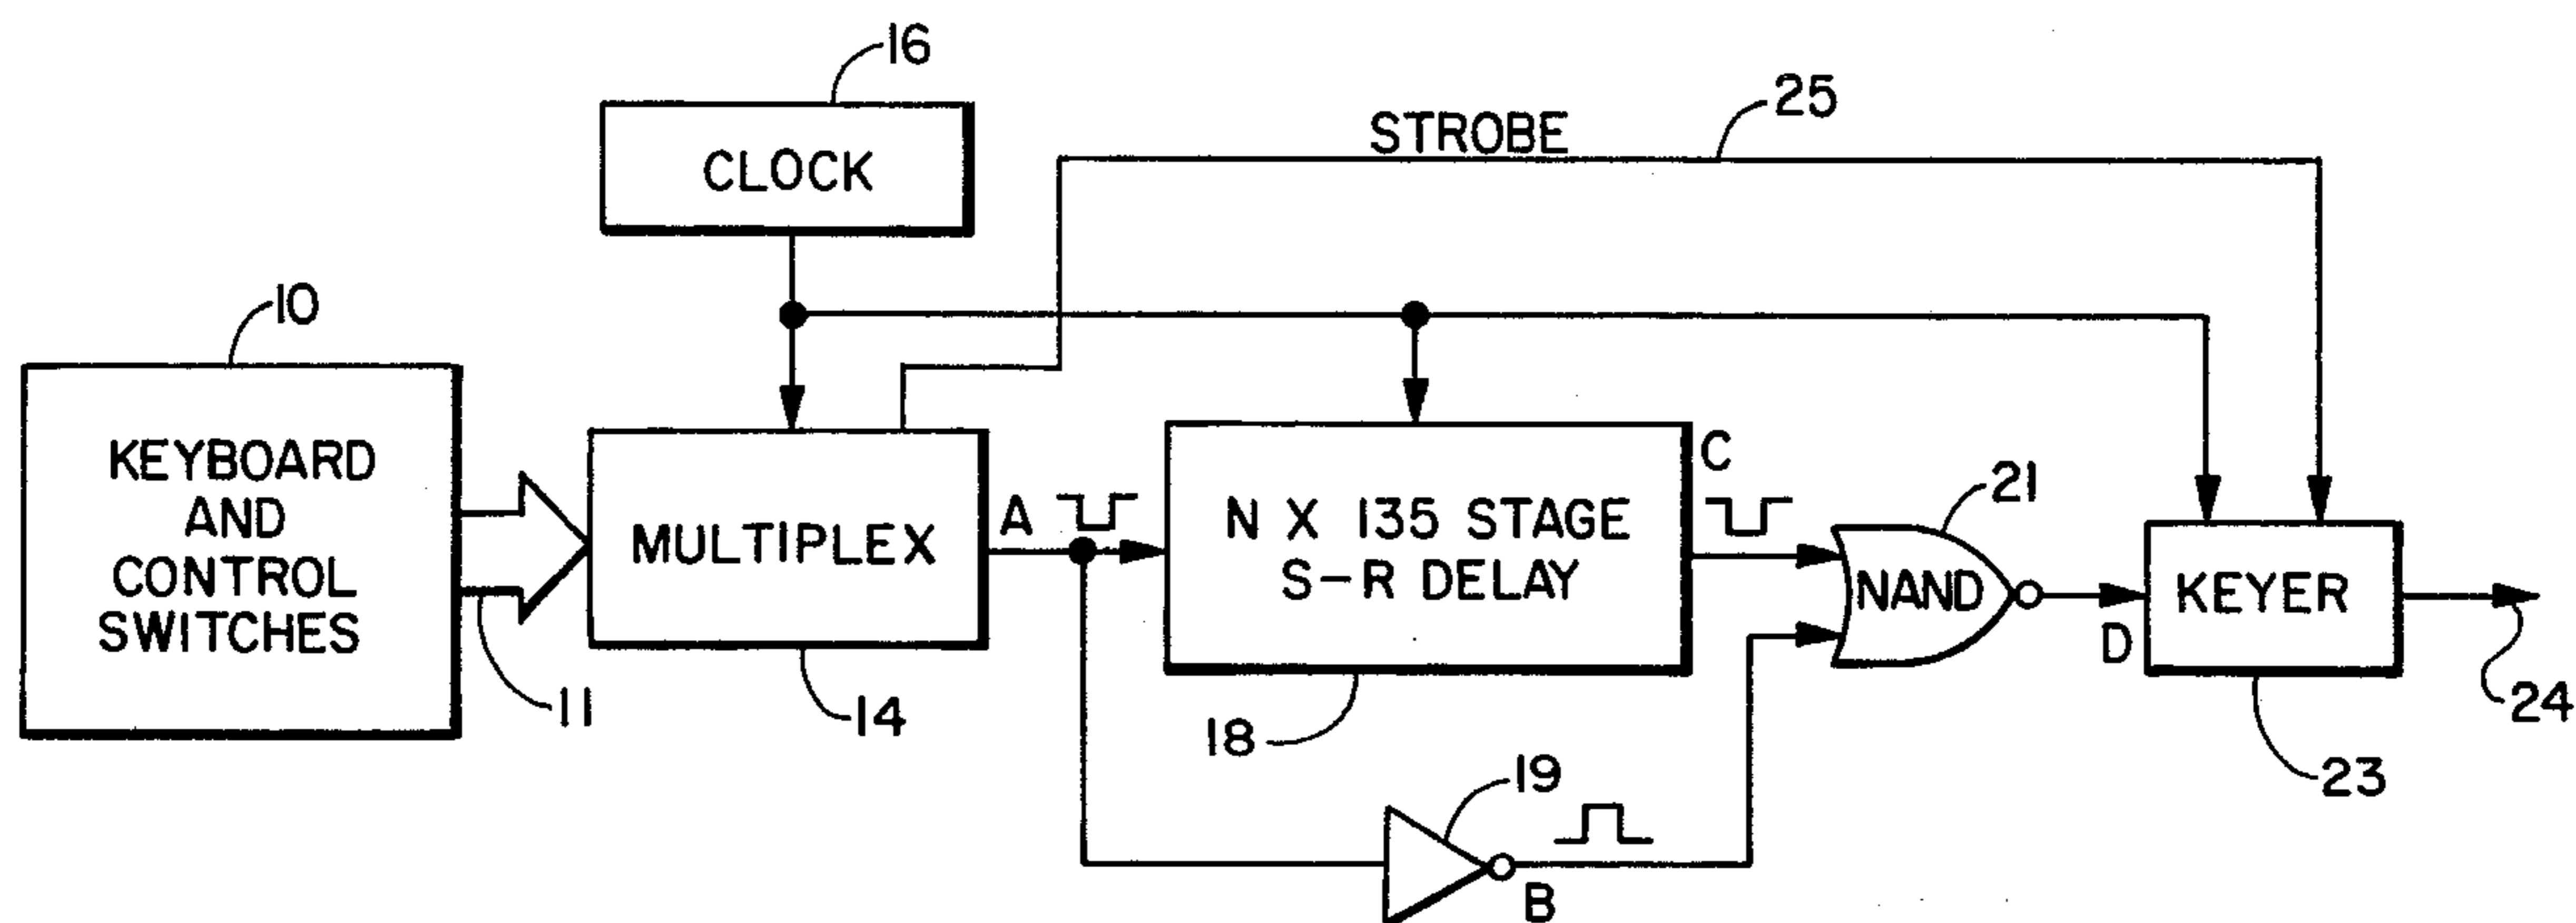 16
CLOCK
STROBE
25
10
KEYBOARD
AND
CONTROL
SWITCHES
11
MULTIPLEX
14
A
N X 135 STAGE
S-R DELAY
18
C
19
B
21
NAND
D
KEYER
23
24